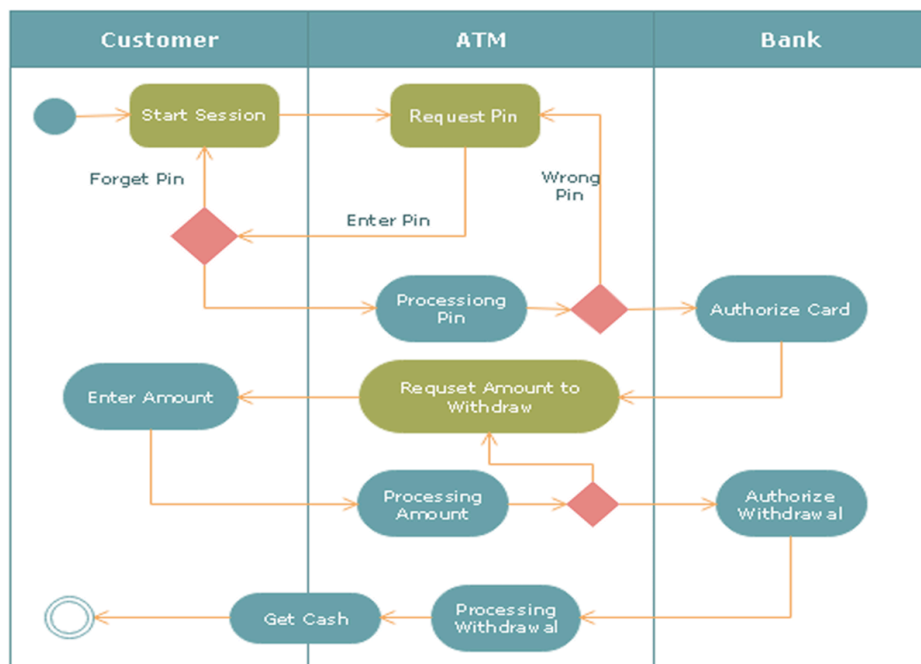 Customer
ATM
Bank
Start Session
Request Pin
Forget Pin
Wrong
Pin
Enter Pin
Processiong
Pin
Authorize Card
Enter Amount
Requset Amount to
Withdraw
Processing
Amount
Authorize
Withdrawal
Get Cash
Processing
Withdrawal